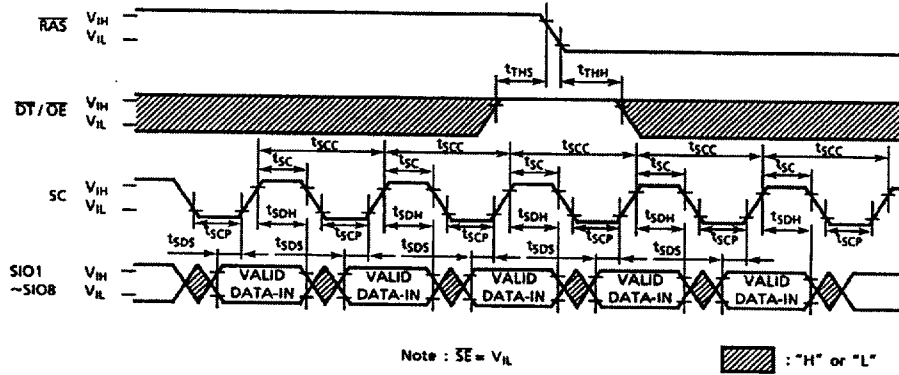 RAS VIH
VIL
tTHS tTHH
DT/OE VIH
VIL
tSCC tSCC tSCC tSCC tSCC
tSC tSC tSC tSC tSC
SC VIH
VIL
tSDH tSDH tSDH tSDH tSDH
tSCP tSCP tSCP tSCP tSCP tSCP
tSDS tSDS tSDS tSDS tSDS
SIO1 VIH VALID VALID VALID VALID VALID
~SIO8 VIL DATA-IN DATA-IN DATA-IN DATA-IN DATA-IN
Note : SE = VIL : "H" or "L"